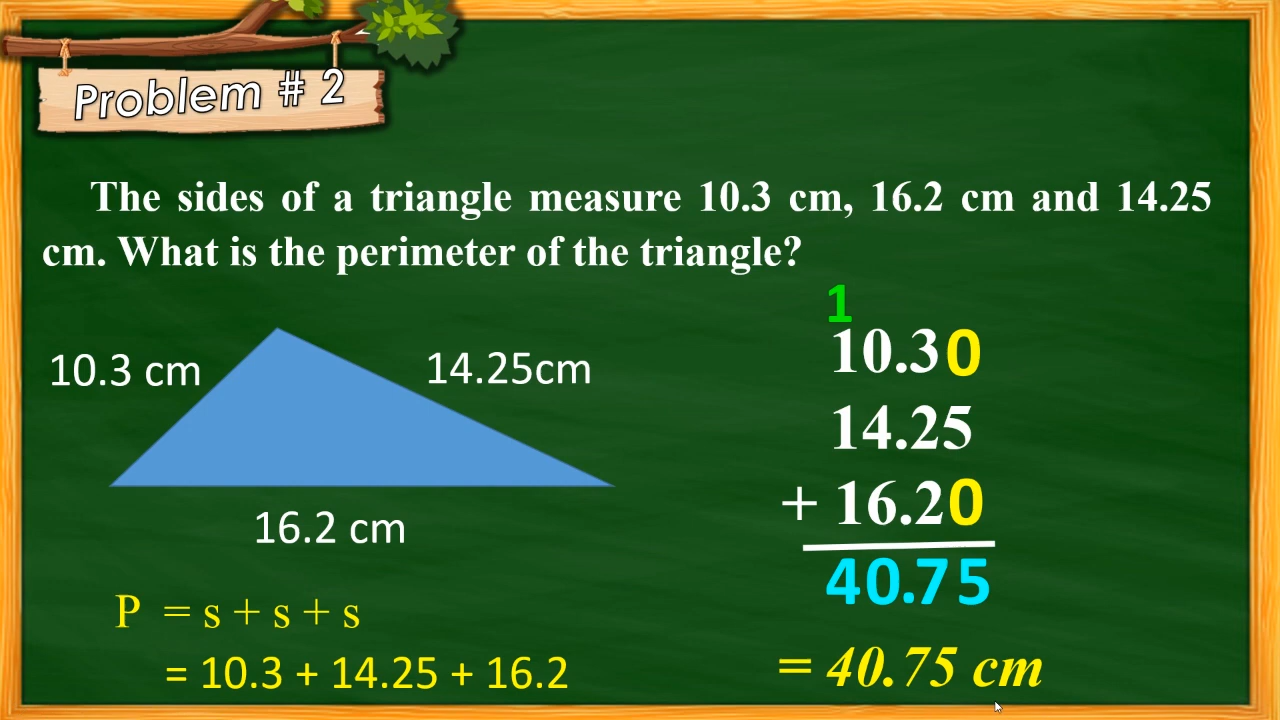 Problem # 2
The sides of a triangle measure 10.3 cm, 16.2 cm and 14.25
cm. What is the perimeter of the triangle?
10.3 cm
14.25cm
16.2 cm
P = s + s + s
= 10.3 + 14.25 + 16.2
1
10.30
14.25
+ 16.20
40.75
= 40.75 cm